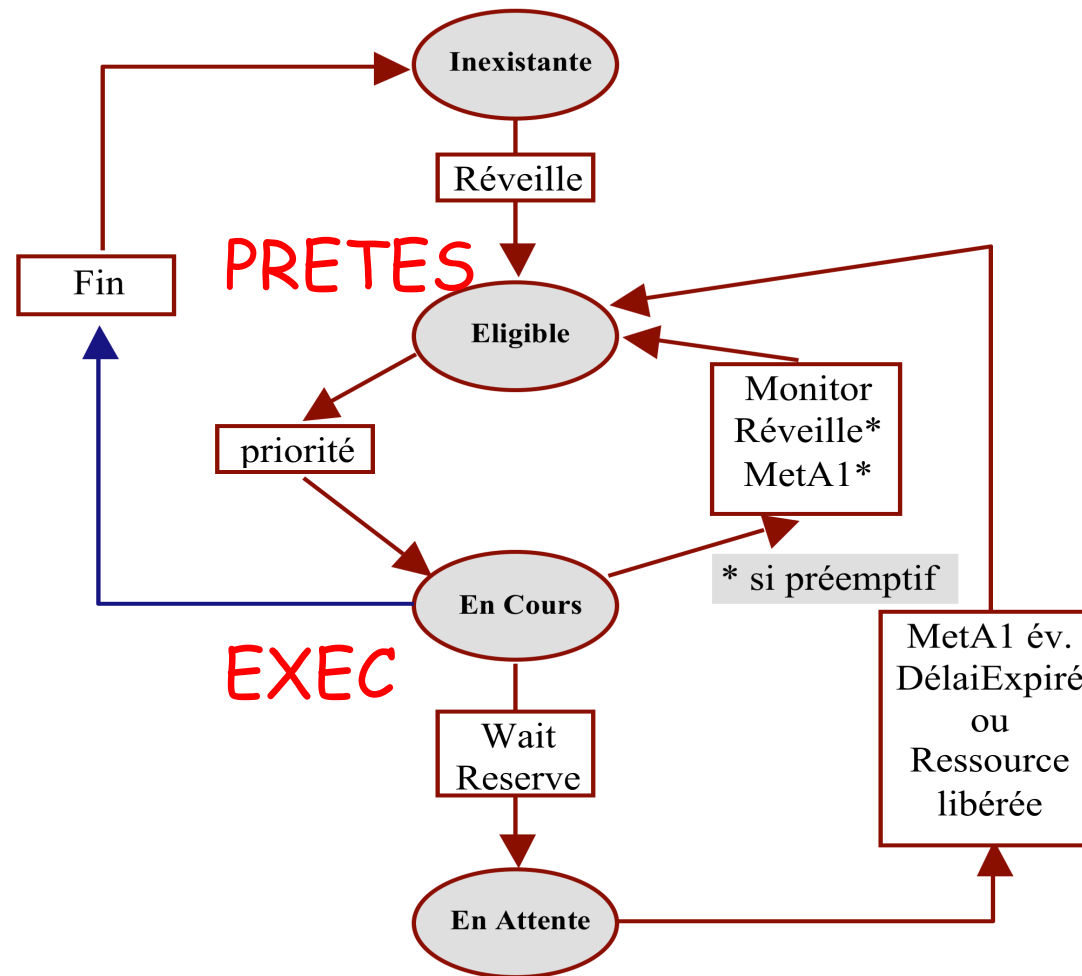 Inexistante
Réveille
PRETES
Fin
Eligible
Monitor
Réveille*
MetA1*
priorité
* si préemptif
En Cours
EXEC
MetA1 év.
DélaiExpiré
ou
Ressource
libérée
Wait
Reserve
En Attente